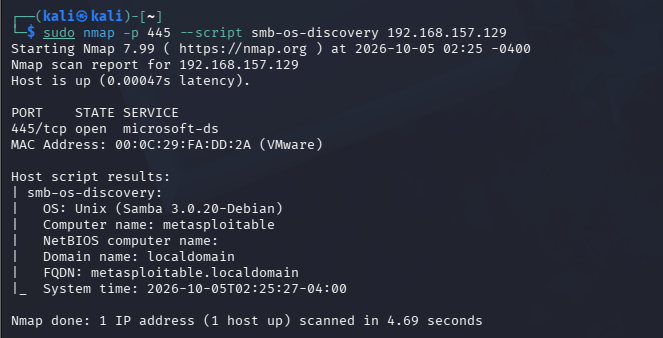 ┌──(kali㉿kali)-[~]
└─$ sudo nmap -p 445 --script smb-os-discovery 192.168.157.129
Starting Nmap 7.99 ( https://nmap.org ) at 2026-10-05 02:25 -0400
Nmap scan report for 192.168.157.129
Host is up (0.00047s latency).

PORT    STATE SERVICE
445/tcp open  microsoft-ds
MAC Address: 00:0C:29:FA:DD:2A (VMware)

Host script results:
| smb-os-discovery:
|   OS: Unix (Samba 3.0.20-Debian)
|   Computer name: metasploitable
|   NetBIOS computer name:
|   Domain name: localdomain
|   FQDN: metasploitable.localdomain
|_  System time: 2026-10-05T02:25:27-04:00

Nmap done: 1 IP address (1 host up) scanned in 4.69 seconds